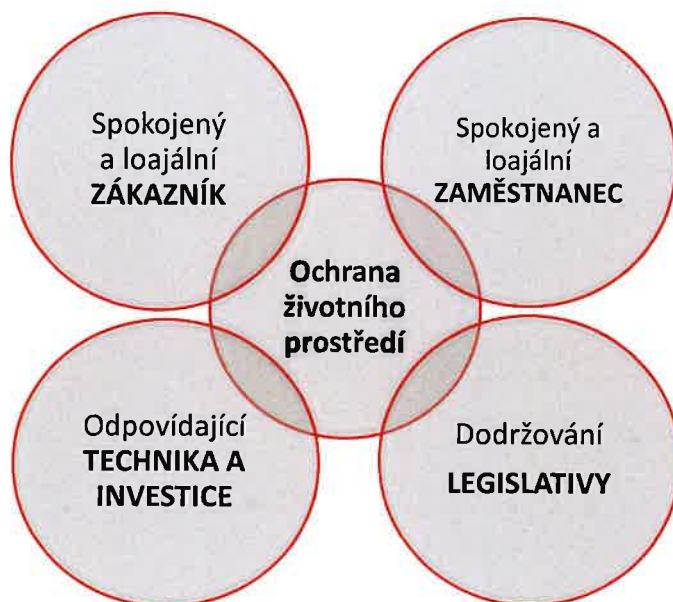 Spokojený
a loajální
ZÁKAZNÍK
Spokojený a
loajální
ZAMĚSTNANEC
Ochrana
životního
prostředí
Odpovídající
TECHNIKA A
INVESTICE
Dodržování
LEGISLATIVY